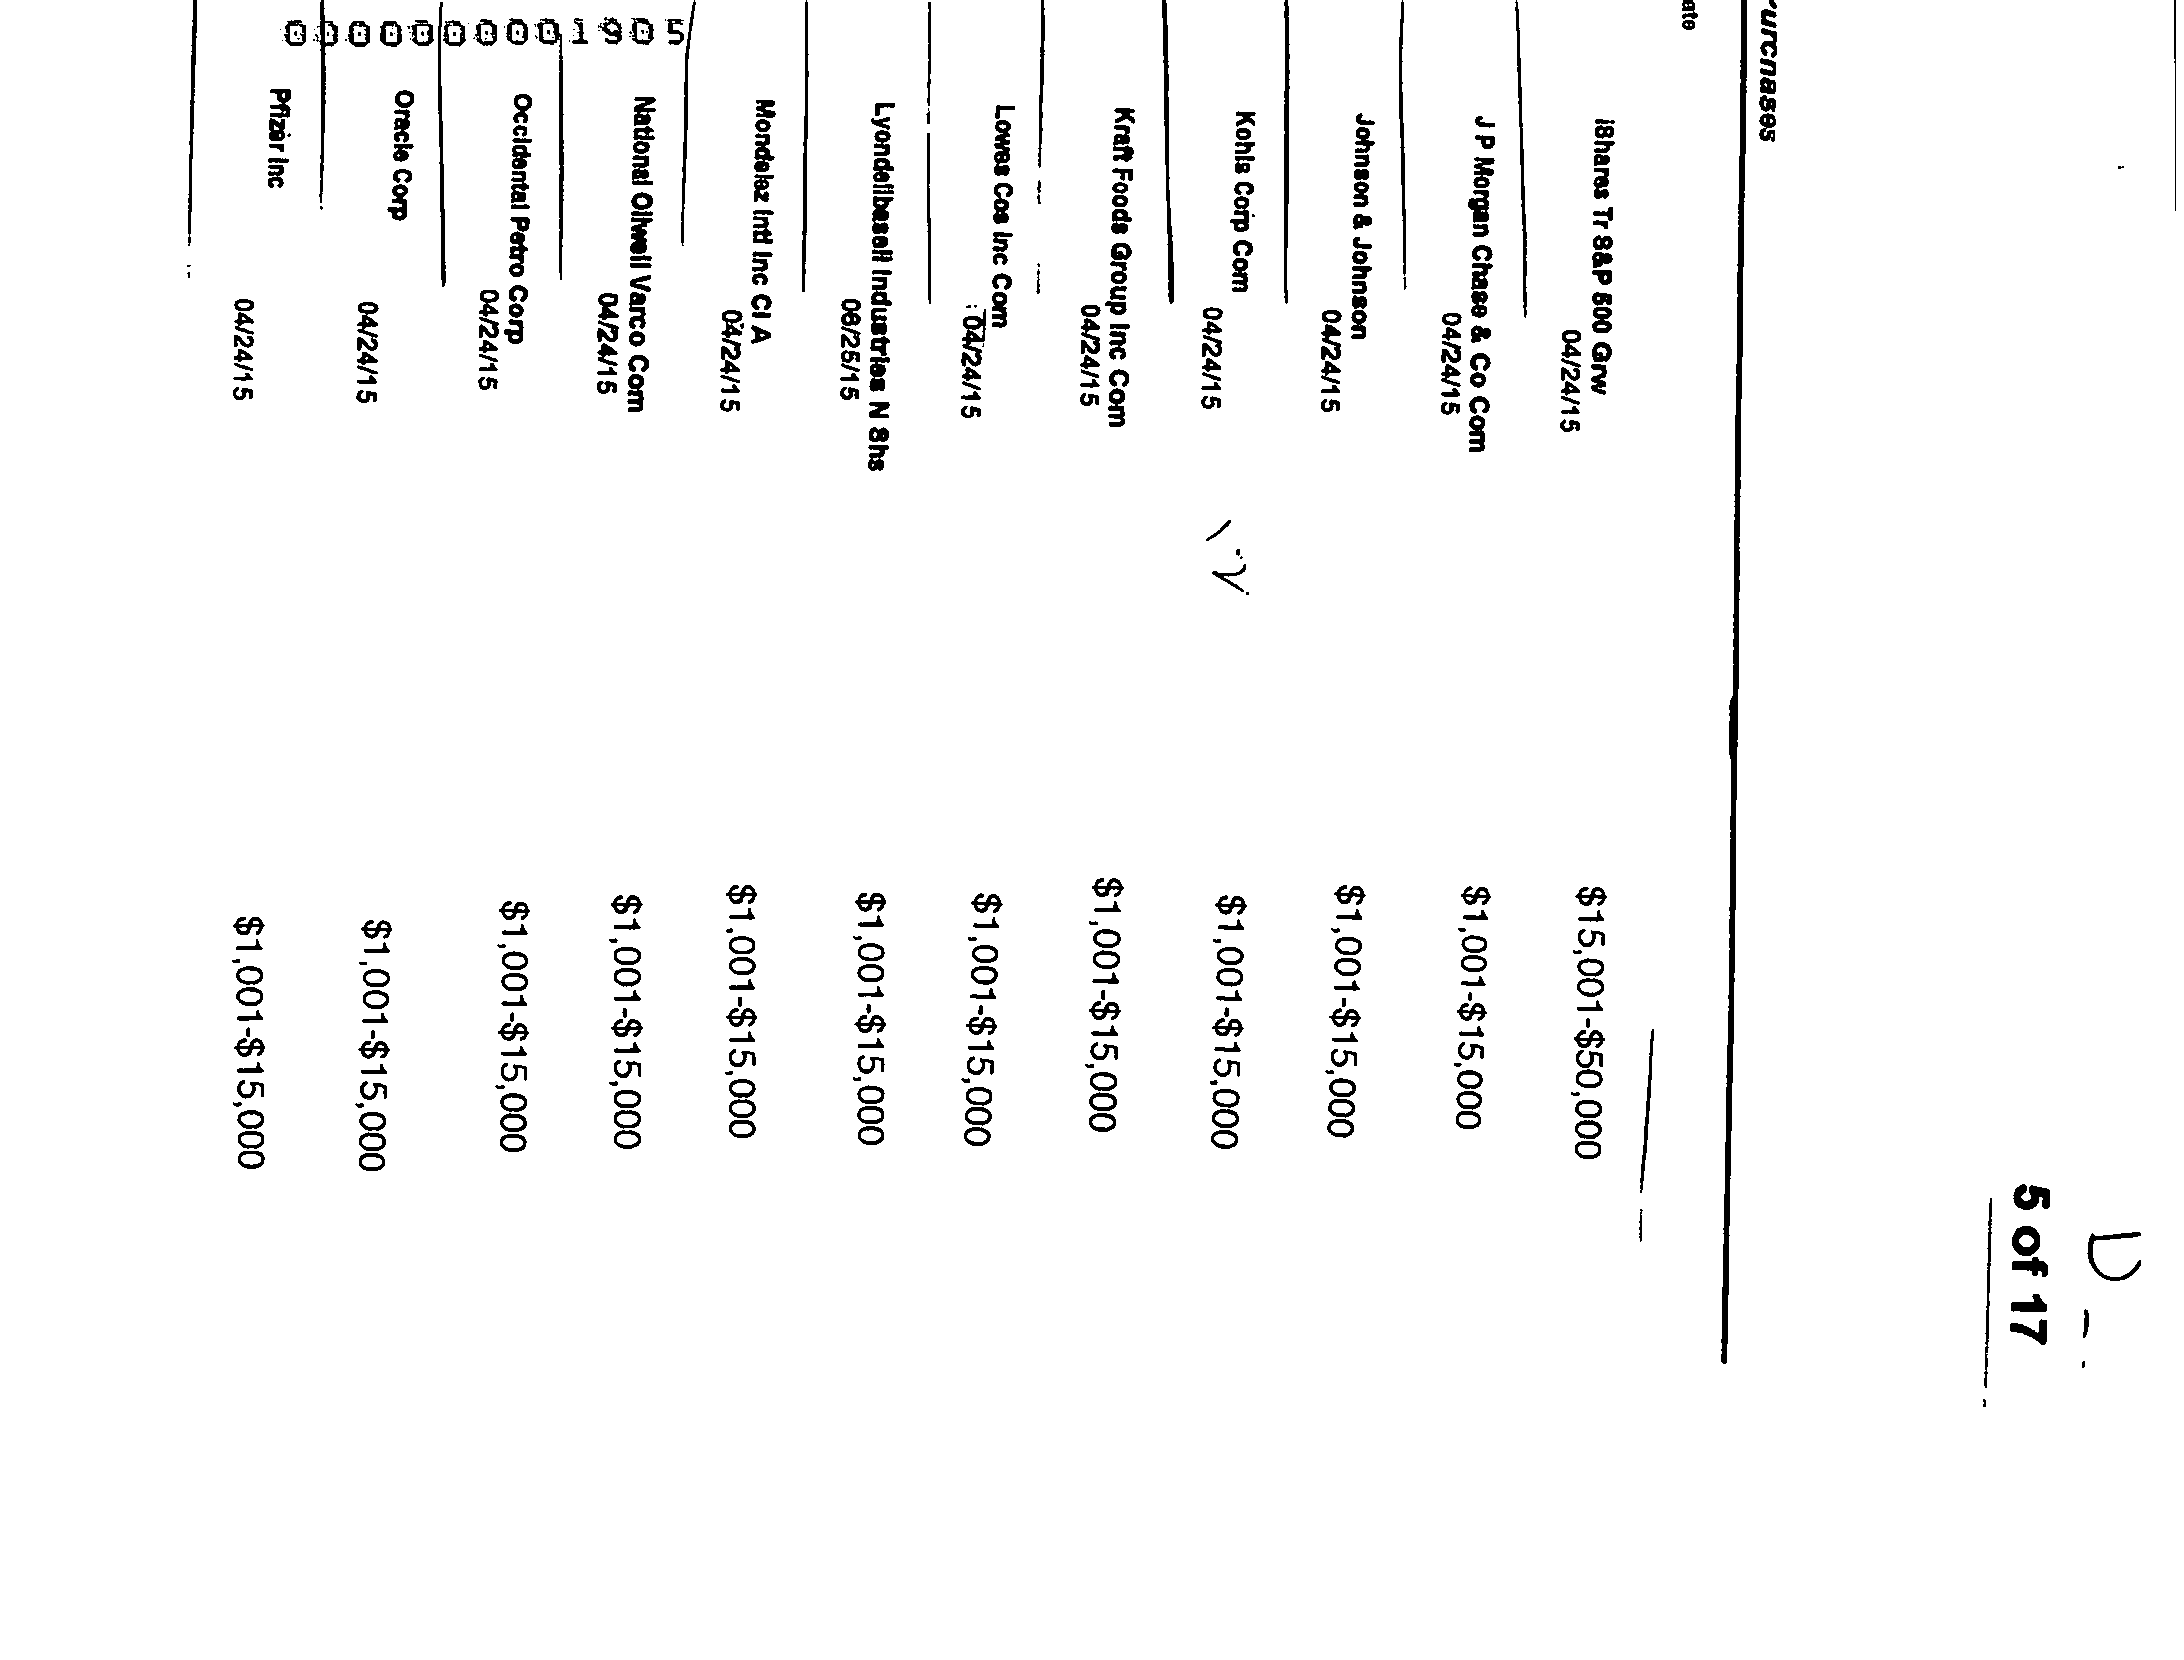 5 of 17
urchases
ate
iShares Tr S&P 500 Grw
04/24/15 $15,001-$50,000
J P Morgan Chase & Co Com
04/24/15 $1,001-$15,000
Johnson & Johnson
04/24/15 $1,001-$15,000
Kohls Corp Com
04/24/15 $1,001-$15,000
Kraft Foods Group Inc Com
04/24/15 $1,001-$15,000
Lowes Cos Inc Com
04/24/15 $1,001-$15,000
Lyondellbasell Industries N Shs
06/25/15 $1,001-$15,000
Mondelez Intl Inc Cl A
04/24/15 $1,001-$15,000
National Oilwell Varco Com
04/24/15 $1,001-$15,000
Occidental Petro Corp
04/24/15 $1,001-$15,000
Oracle Corp
04/24/15 $1,001-$15,000
Pfizer Inc
04/24/15 $1,001-$15,000